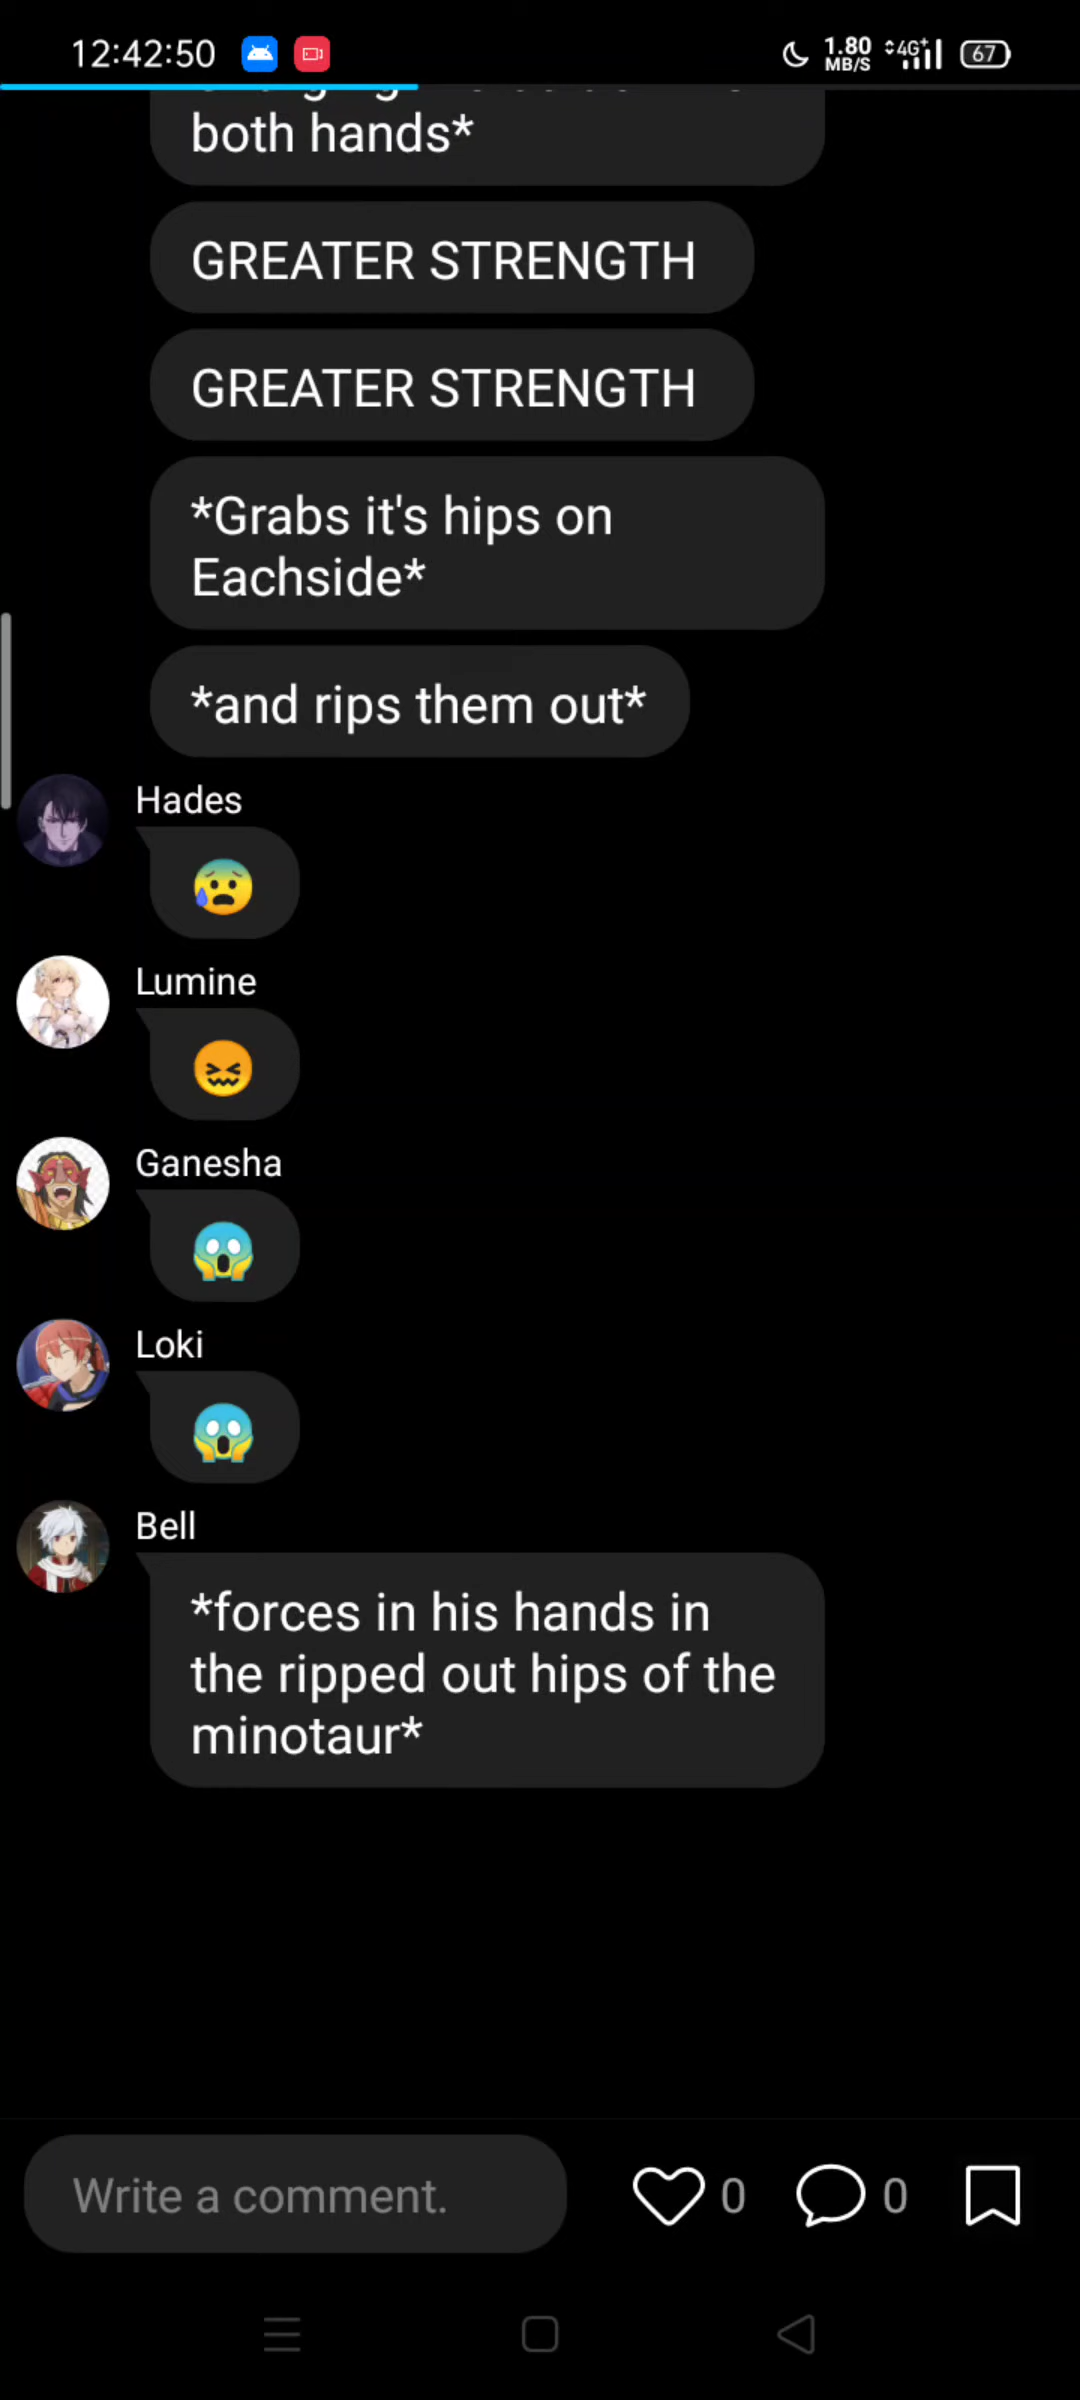 12:42:50
1.80
MB/S
4G+
67
both hands*
GREATER STRENGTH
GREATER STRENGTH
*Grabs it's hips on
Eachside*
*and rips them out*
Hades
Lumine
Ganesha
Loki
Bell
*forces in his hands in
the ripped out hips of the
minotaur*
Write a comment.
0
0